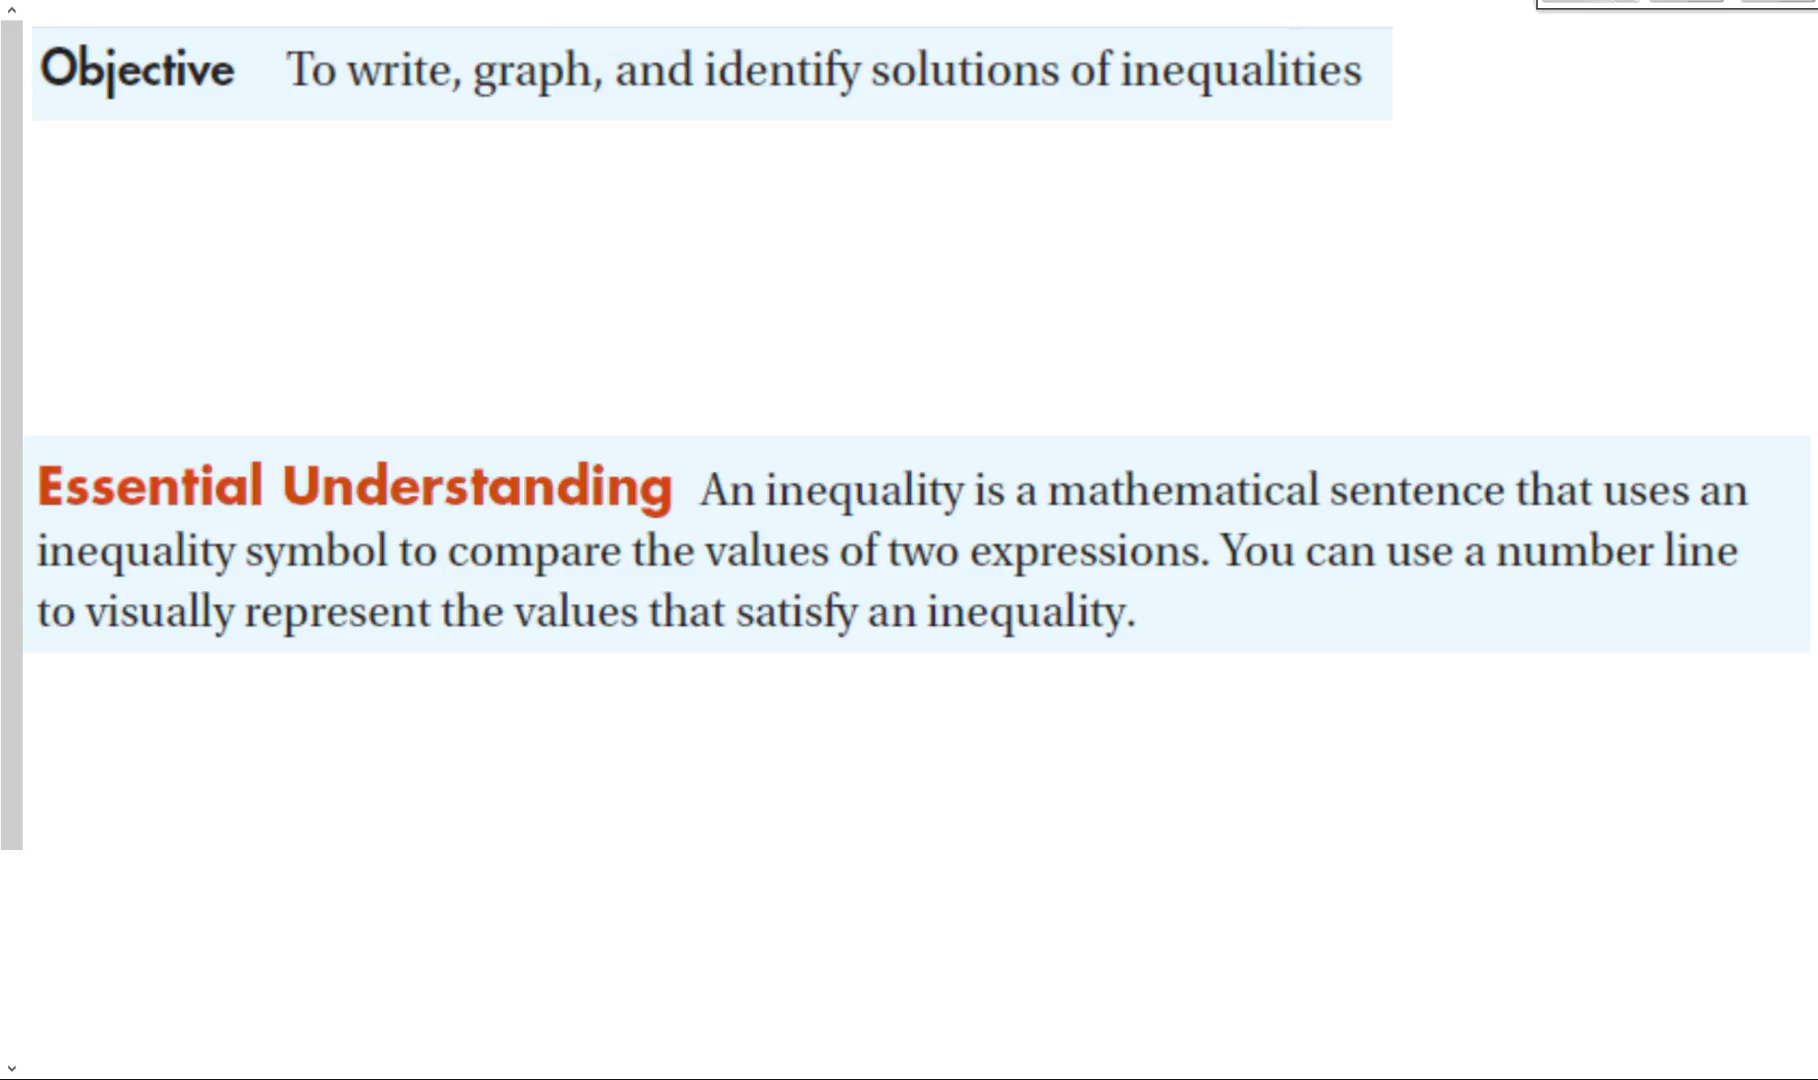 Objective To write, graph, and identify solutions of inequalities
Essential Understanding An inequality is a mathematical sentence that uses an
inequality symbol to compare the values of two expressions. You can use a number line
to visually represent the values that satisfy an inequality.